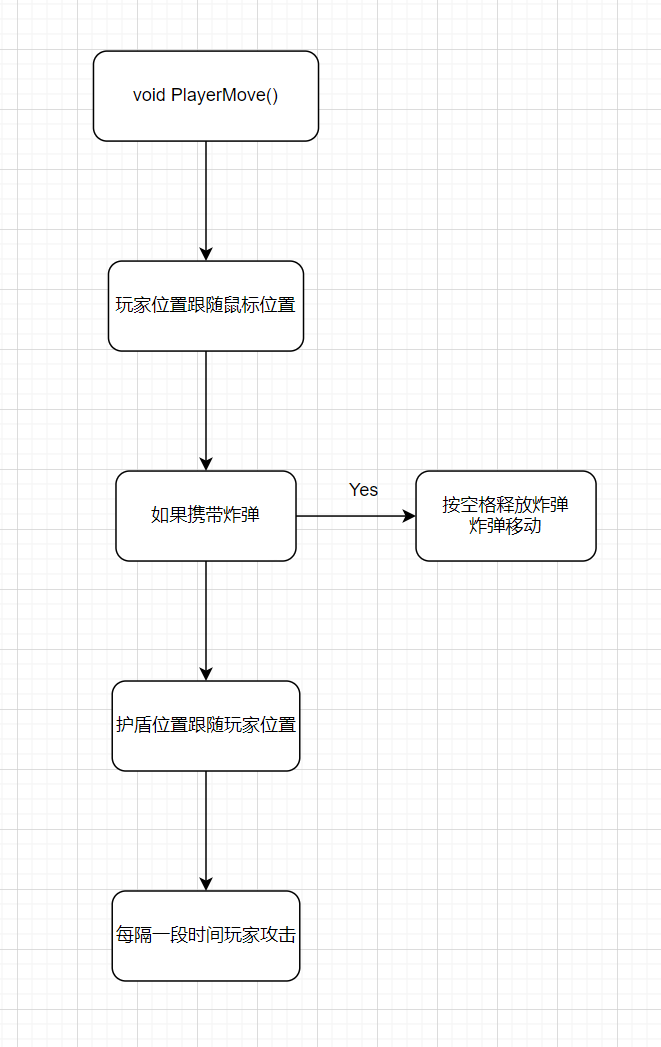 void PlayerMove()
玩家位置跟随鼠标位置
如果携带炸弹
Yes
按空格释放炸弹
炸弹移动
护盾位置跟随玩家位置
每隔一段时间玩家攻击